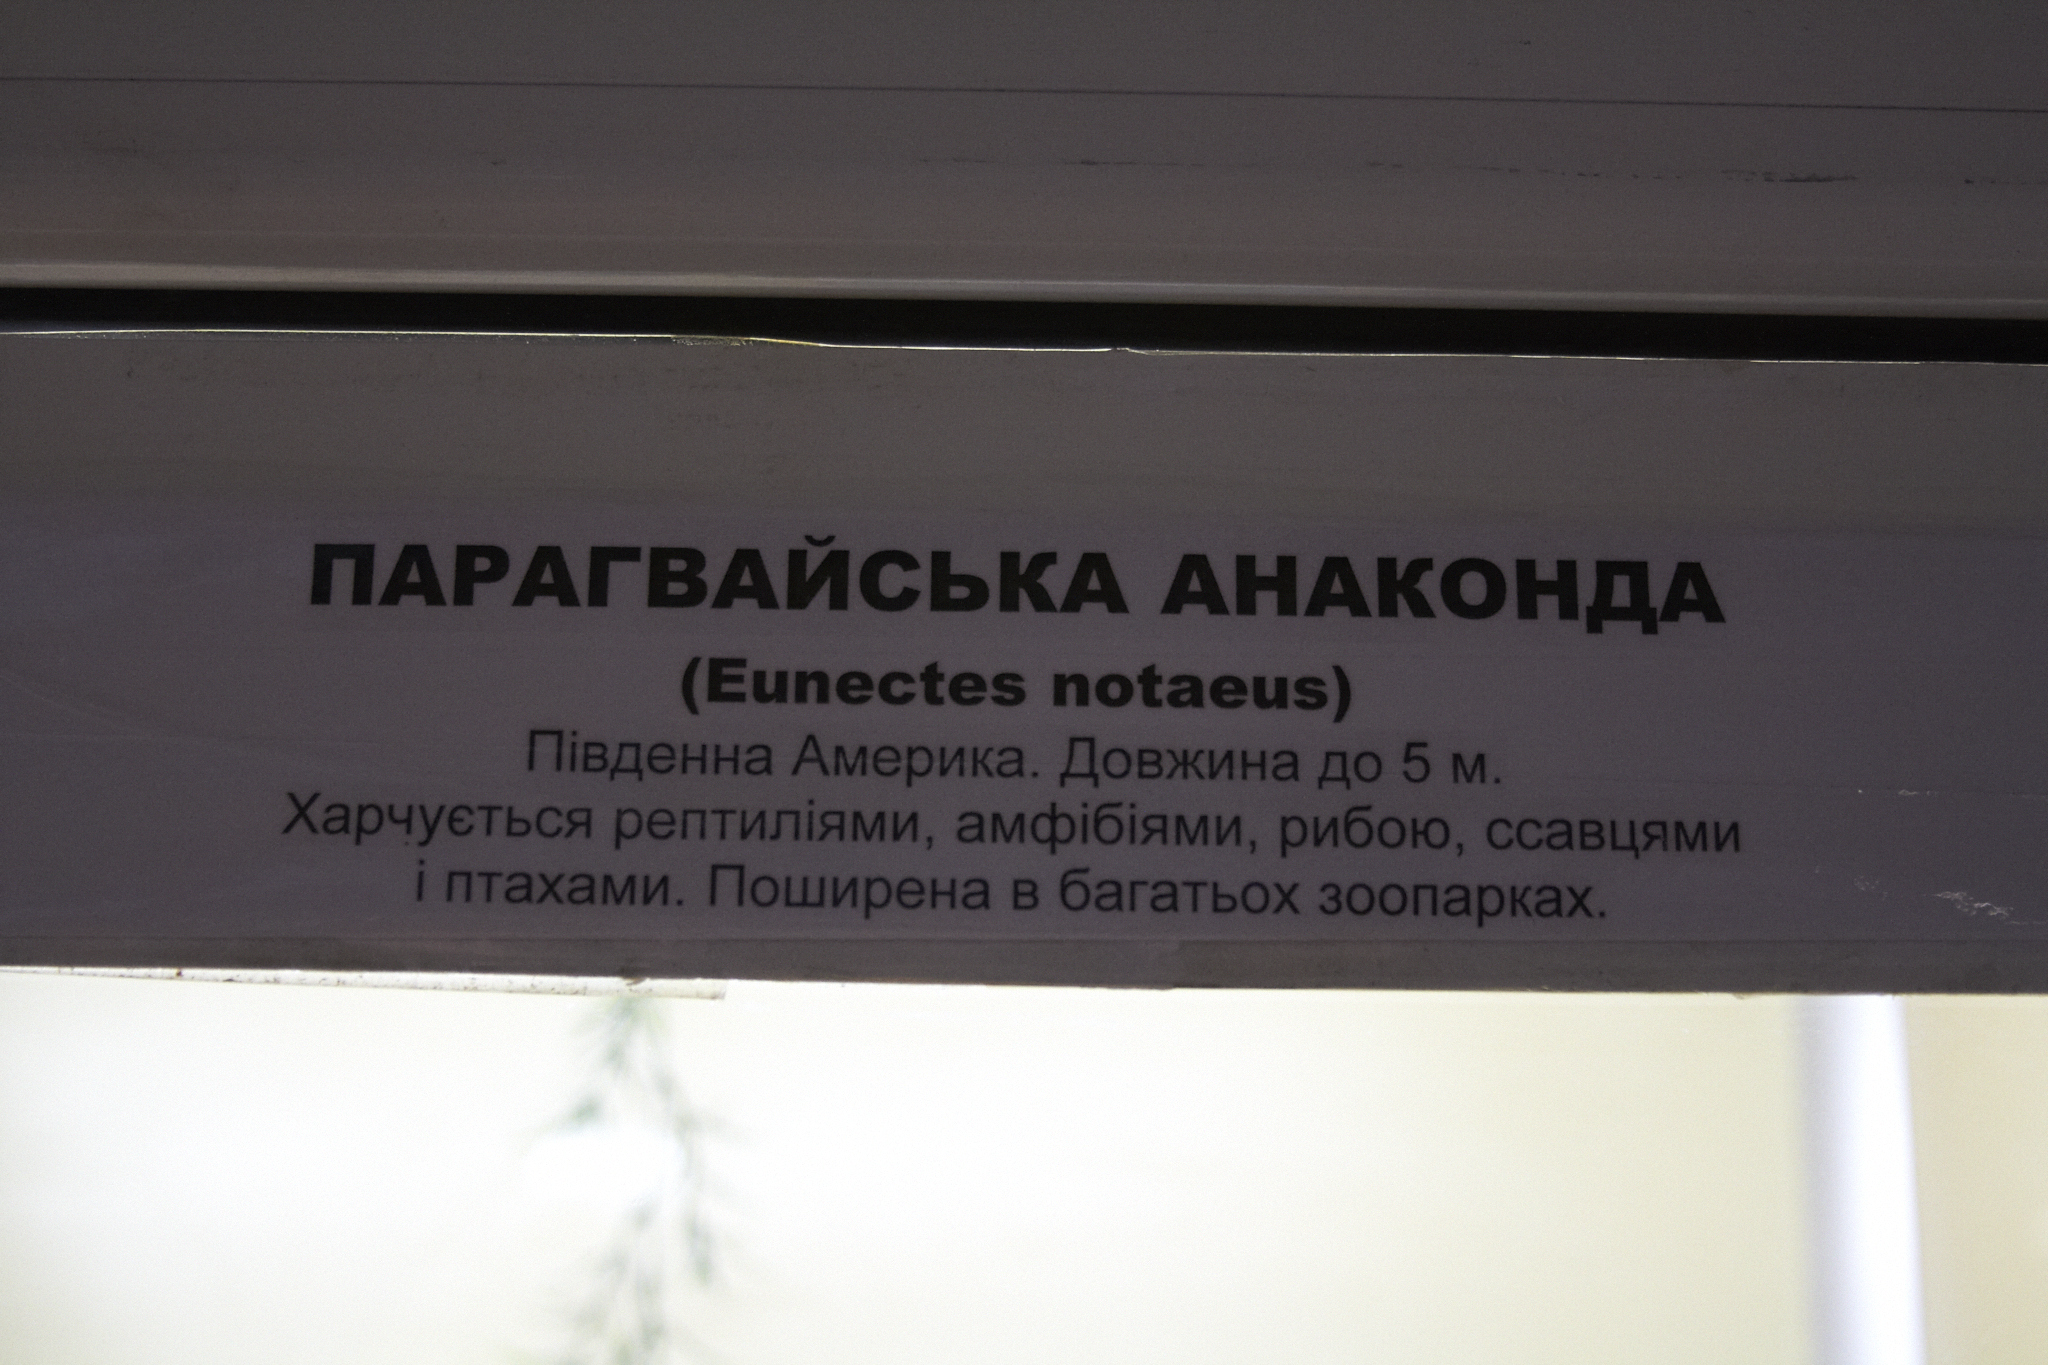 ПАРАГВАЙСЬКА АНАКОНДА
(Eunectes notaeus)
Південна Америка. Довжина до 5 м.
Харчується рептиліями, амфібіями, рибою, ссавцями
і птахами. Поширена в багатьох зоопарках.